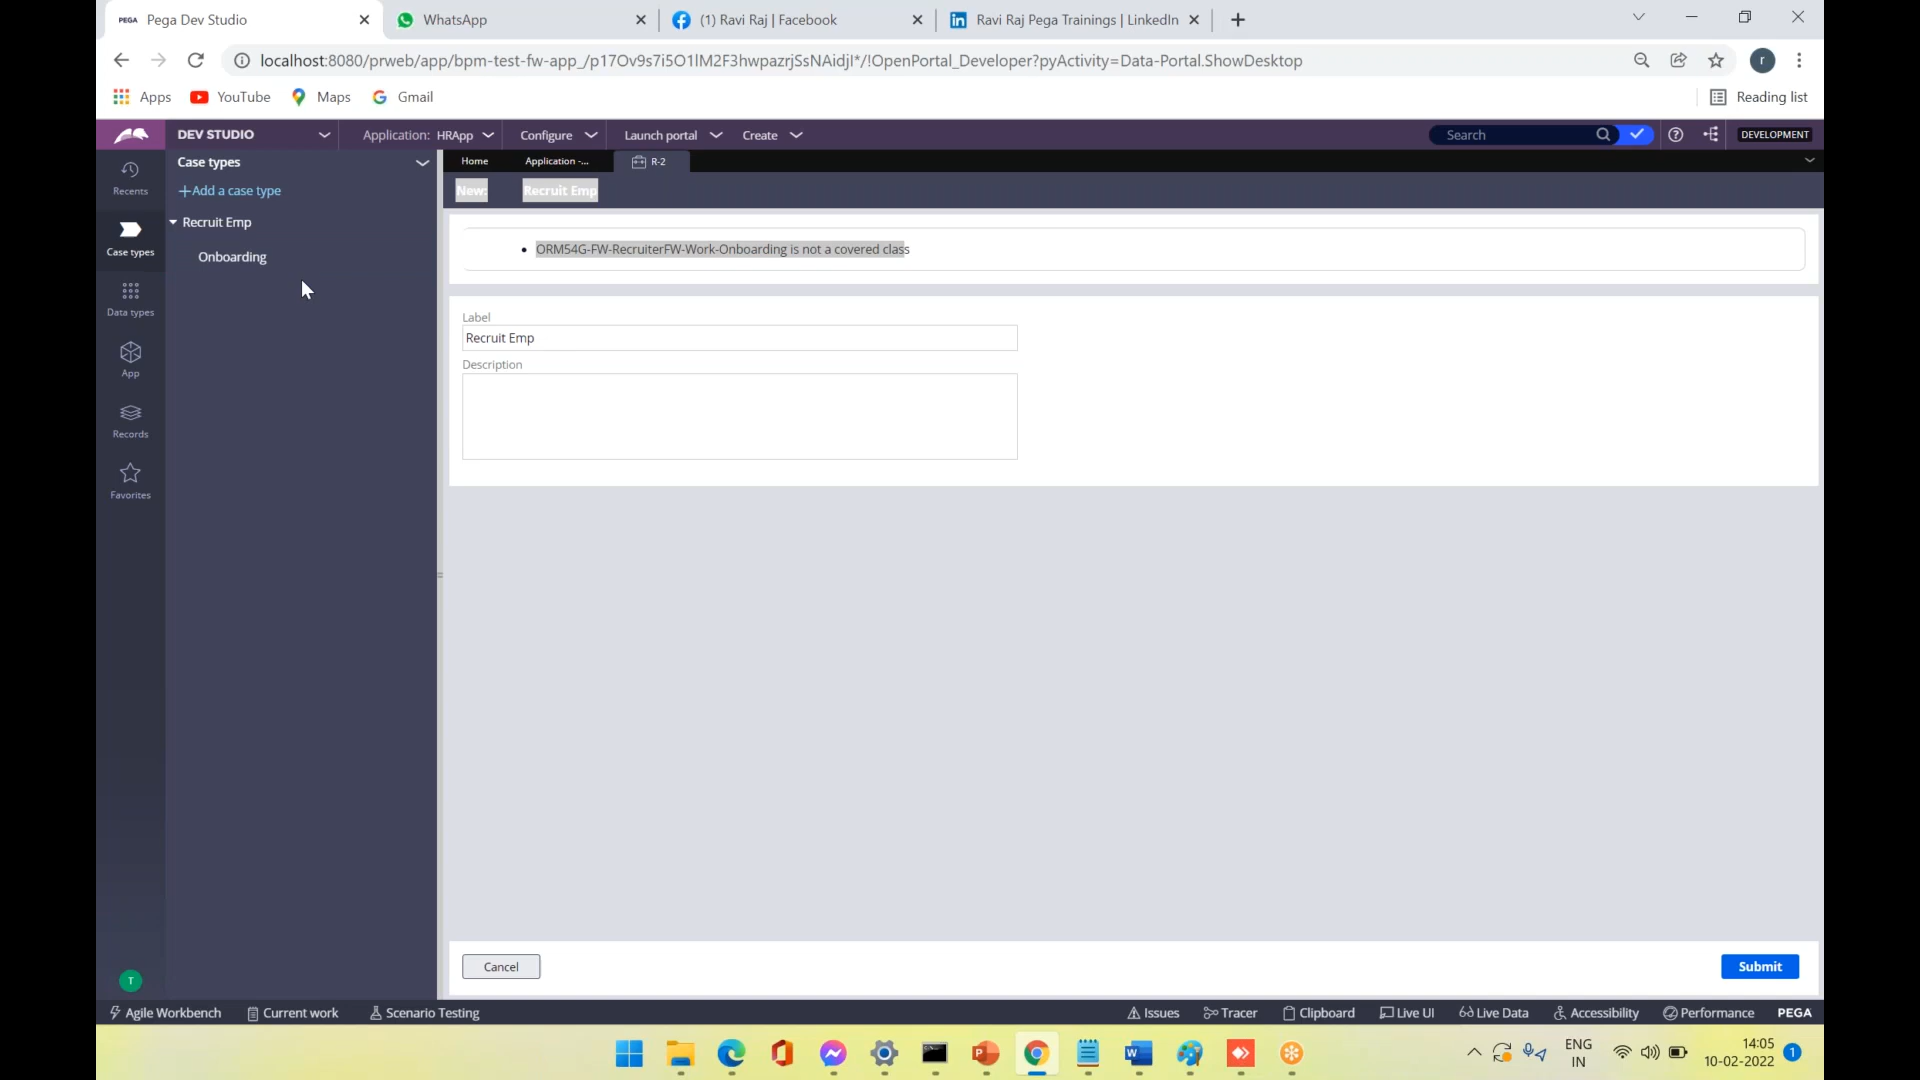 PEGA Pega Dev Studio
WhatsApp
(1) Ravi Raj | Facebook
Ravi Raj Pega Trainings | LinkedIn
localhost:8080/prweb/app/bpm-test-fw-app_/p17Ov9s7i5O1lM2F3hwpazrjSsNAidjI*/!OpenPortal_Developer?pyActivity=Data-Portal.ShowDesktop
r
Apps
YouTube
Maps
Gmail
Reading list
DEV STUDIO
Application: HRApp
Configure
Launch portal
Create
Search
DEVELOPMENT
Recents
Case types
Data types
App
Records
Favorites
T
Case types
+Add a case type
Recruit Emp
Onboarding
Home
Application -...
R-2
New:
Recruit Emp
ORM54G-FW-RecruiterFW-Work-Onboarding is not a covered class
Label
Recruit Emp
Description
Cancel
Submit
Agile Workbench
Current work
Scenario Testing
Issues
Tracer
Clipboard
Live UI
Live Data
Accessibility
Performance
PEGA
ENG
IN
14:05
10-02-2022
1